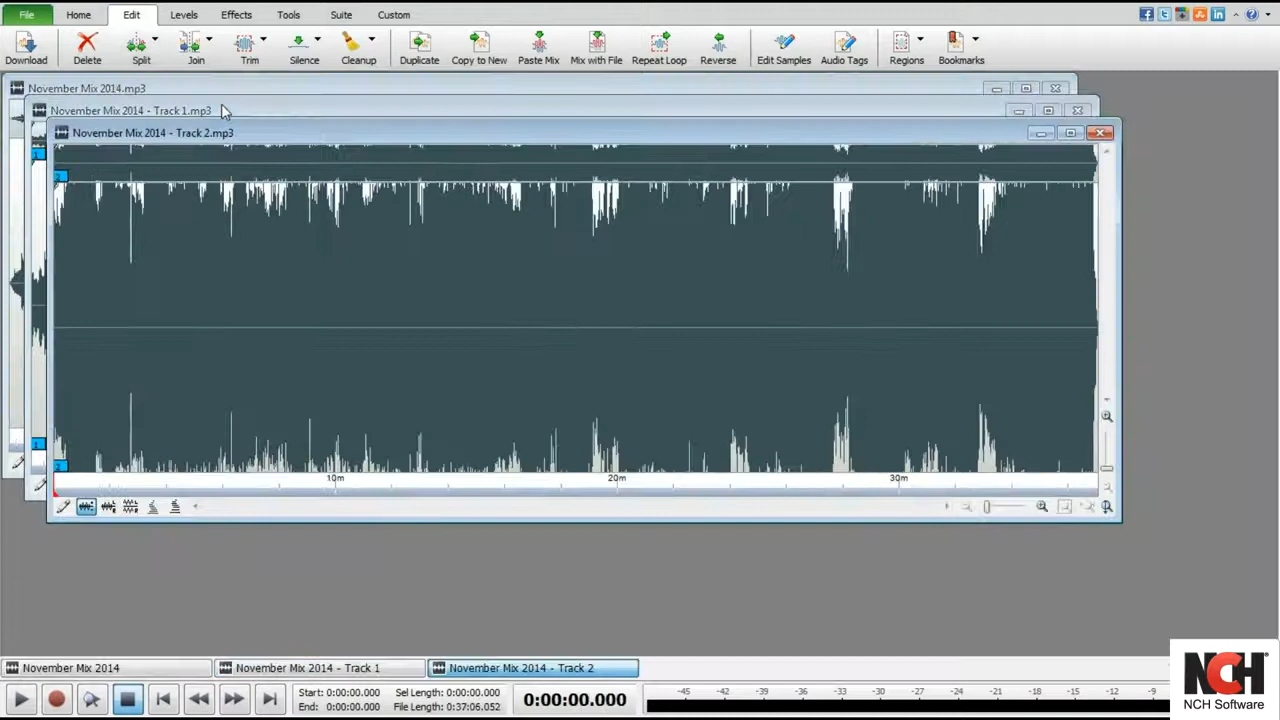 File Home Edit Levels Effects Tools Suite Custom
Download Delete Split Join Trim Silence Cleanup Duplicate Copy to New Paste Mix Mix with File Repeat Loop Reverse Edit Samples Audio Tags Regions Bookmarks
November Mix 2014.mp3
November Mix 2014 - Track 1.mp3
November Mix 2014 - Track 2.mp3
10m 20m 30m
November Mix 2014 November Mix 2014 - Track 1 November Mix 2014 - Track 2
Start: 0:00:00.000 Sel Length: 0:00:00.000
End: 0:00:00.000 File Length: 0:37:06.052
0:00:00.000
-45 -42 -39 -36 -33 -30 -27 -24 -21 -18 -15 -12 -9
NCH®
NCH Software